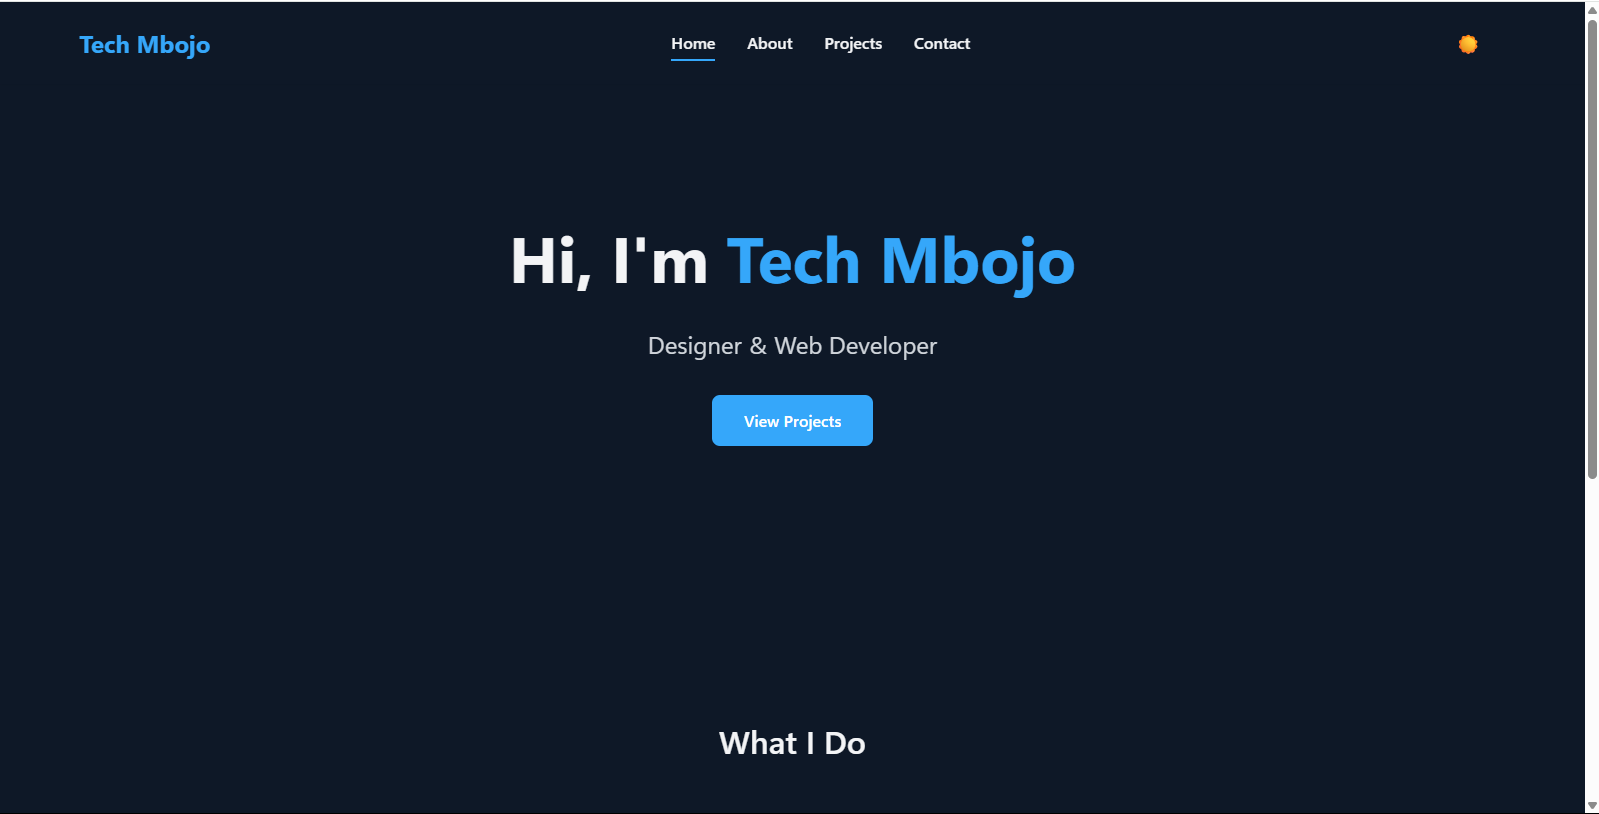 Tech Mbojo
Home About Projects Contact
Hi, I'm Tech Mbojo
Designer & Web Developer
View Projects
What I Do